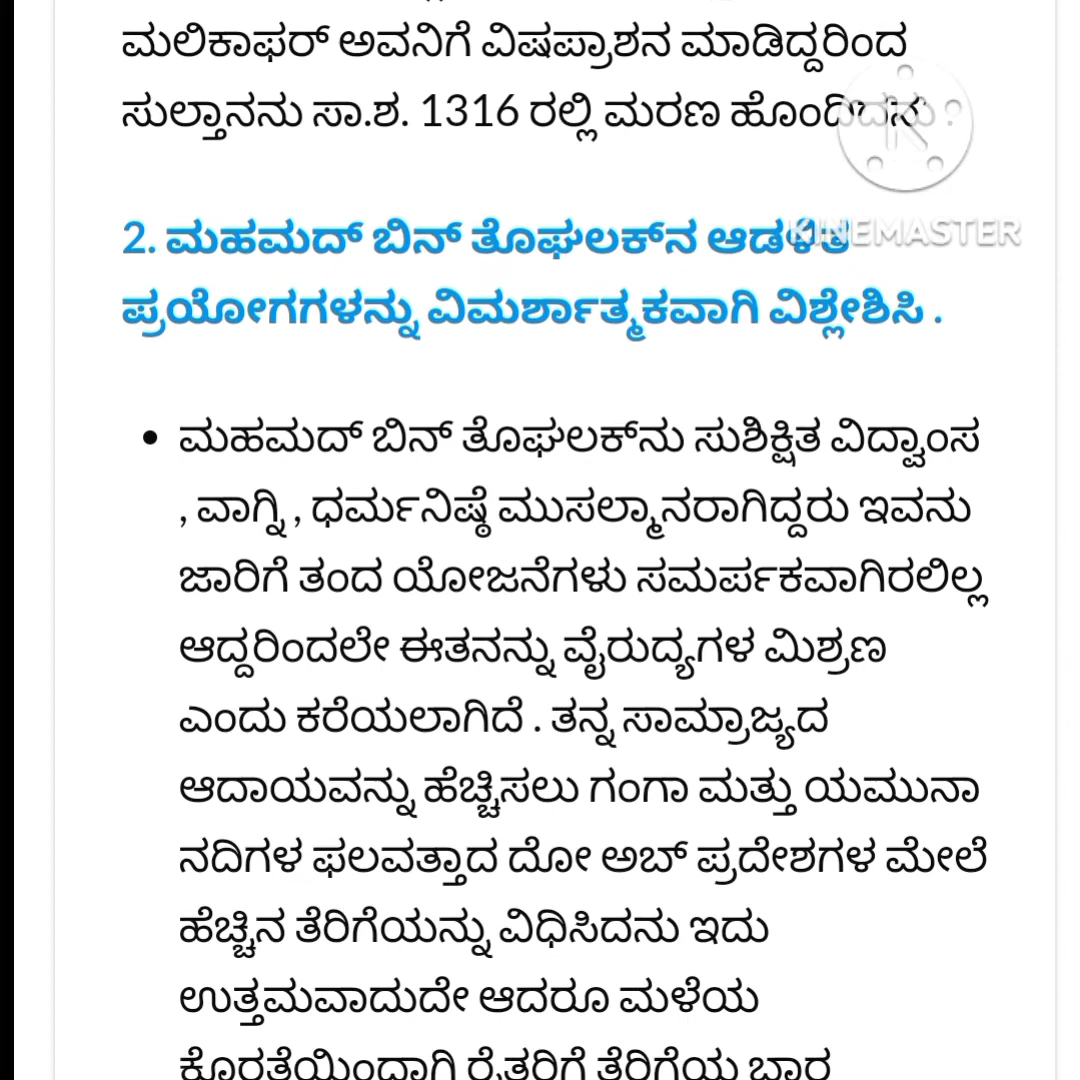 ಮಲಿಕಾಫರ್ ಅವನಿಗೆ ವಿಷಪ್ರಾಶನ ಮಾಡಿದ್ದರಿಂದ
ಸುಲ್ತಾನನು ಸಾ.ಶ. 1316 ರಲ್ಲಿ ಮರಣ ಹೊಂದಿದನು .
KINEMASTER
2. ಮಹಮದ್ ಬಿನ್ ತೊಘಲಕ್‌ನ ಆಡಳಿತ
ಪ್ರಯೋಗಗಳನ್ನು ವಿಮರ್ಶಾತ್ಮಕವಾಗಿ ವಿಶ್ಲೇಶಿಸಿ .
• ಮಹಮದ್ ಬಿನ್ ತೊಘಲಕ್‌ನು ಸುಶಿಕ್ಷಿತ ವಿದ್ವಾಂಸ
, ವಾಗ್ನಿ , ಧರ್ಮನಿಷ್ಠೆ ಮುಸಲ್ಮಾನರಾಗಿದ್ದರು ಇವನು
ಜಾರಿಗೆ ತಂದ ಯೋಜನೆಗಳು ಸಮರ್ಪಕವಾಗಿರಲಿಲ್ಲ
ಆದ್ದರಿಂದಲೇ ಈತನನ್ನು ವೈರುದ್ಯಗಳ ಮಿಶ್ರಣ
ಎಂದು ಕರೆಯಲಾಗಿದೆ . ತನ್ನ ಸಾಮ್ರಾಜ್ಯದ
ಆದಾಯವನ್ನು ಹೆಚ್ಚಿಸಲು ಗಂಗಾ ಮತ್ತು ಯಮುನಾ
ನದಿಗಳ ಫಲವತ್ತಾದ ದೋ ಅಬ್ ಪ್ರದೇಶಗಳ ಮೇಲೆ
ಹೆಚ್ಚಿನ ತೆರಿಗೆಯನ್ನು ವಿಧಿಸಿದನು ಇದು
ಉತ್ತಮವಾದುದೇ ಆದರೂ ಮಳೆಯ
ಕೊರತೆಯಿಂದಾಗಿ ರೈತರಿಗೆ ತೆರಿಗೆಯ ಬಾರ